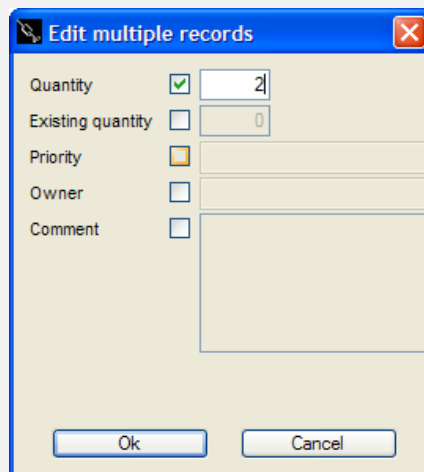 Edit multiple records
Quantity 2
Existing quantity 0
Priority
Owner
Comment
Ok Cancel